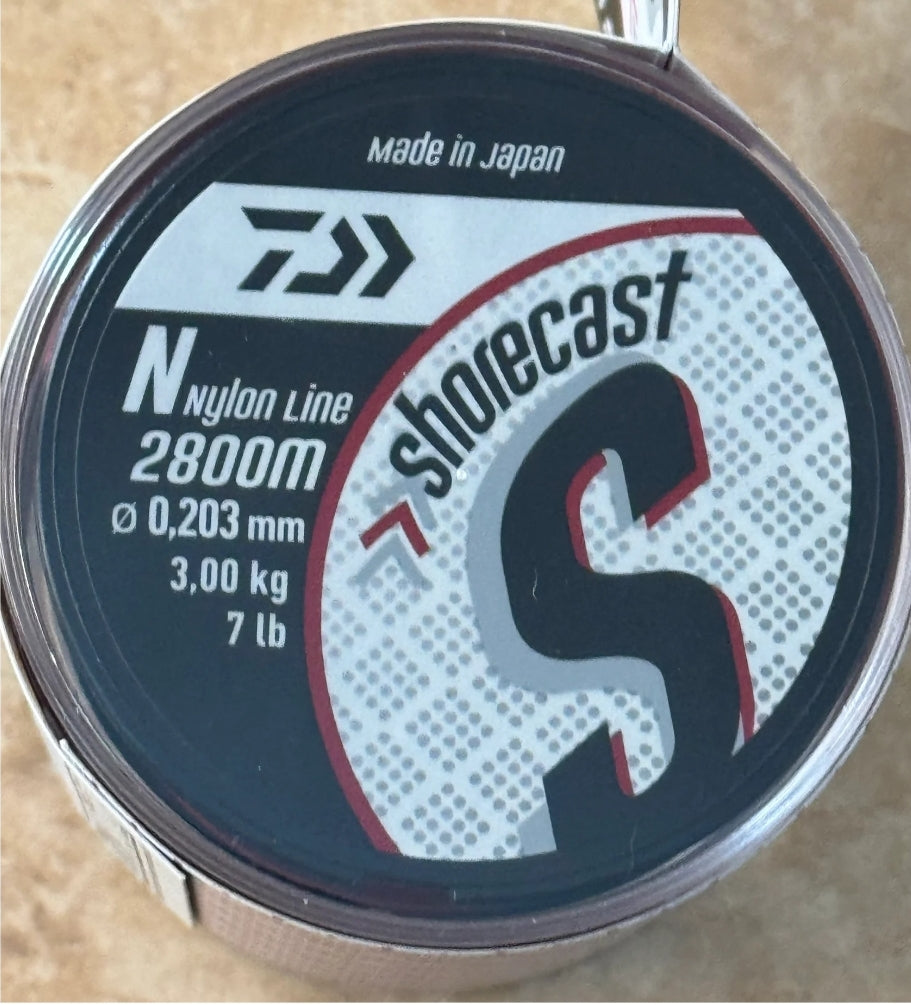 Made in Japan
shorecast
N Nylon Line
2800m
Ø 0,203 mm
3,00 kg
7 lb
S